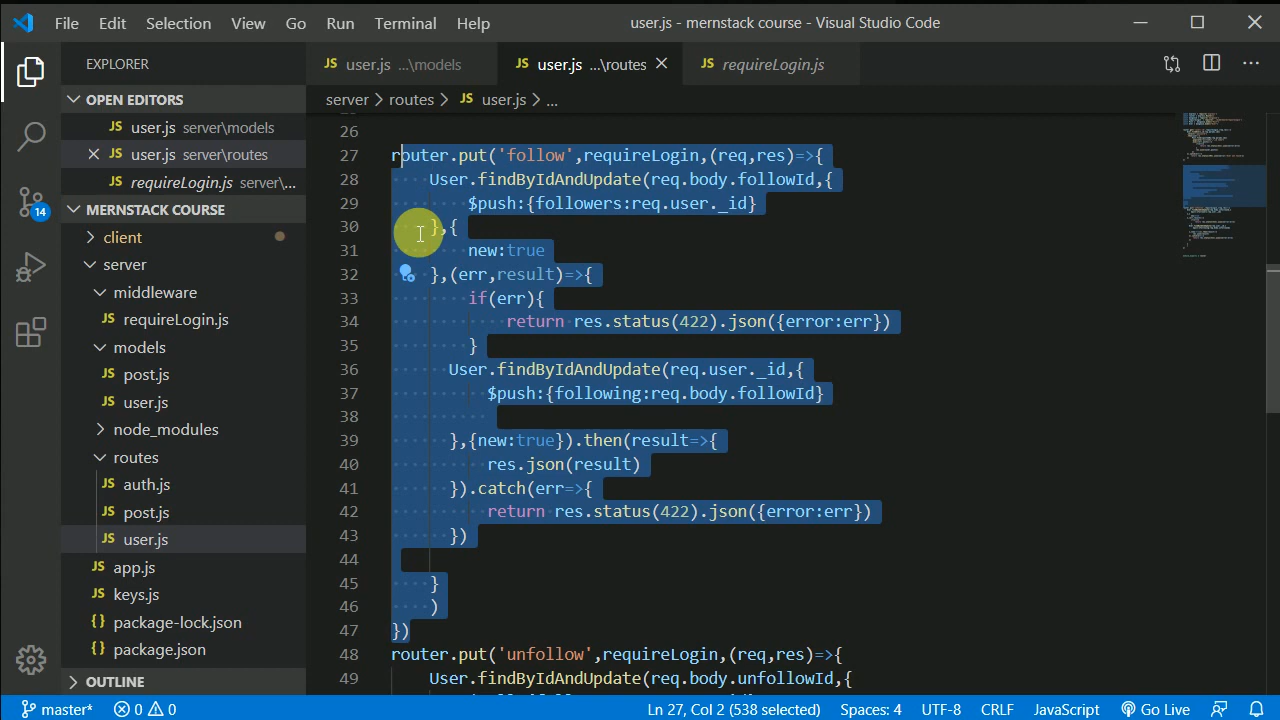 File Edit Selection View Go Run Terminal Help user.js - mernstack course - Visual Studio Code
EXPLORER
JS user.js ...\models JS user.js ...\routes JS requireLogin.js
OPEN EDITORS
JS user.js server\models
JS user.js server\routes
JS requireLogin.js server\...
14
MERNSTACK COURSE
client
server
middleware
JS requireLogin.js
models
JS post.js
JS user.js
node_modules
routes
JS auth.js
JS post.js
JS user.js
JS app.js
JS keys.js
{} package-lock.json
{} package.json
OUTLINE
server > routes > JS user.js > ...
26
27 router.put('follow',requireLogin,(req,res)=>{
28 User.findByIdAndUpdate(req.body.followId,{
29 $push:{followers:req.user._id}
30 },{
31 new:true
32 },(err,result)=>{
33 if(err){
34 return res.status(422).json({error:err})
35 }
36 User.findByIdAndUpdate(req.user._id,{
37 $push:{following:req.body.followId}
38
39 },{new:true}).then(result=>{
40 res.json(result)
41 }).catch(err=>{
42 return res.status(422).json({error:err})
43 })
44
45 }
46 )
47 })
48 router.put('unfollow',requireLogin,(req,res)=>{
49 User.findByIdAndUpdate(req.body.unfollowId,{
master* 0 0 Ln 27, Col 2 (538 selected) Spaces: 4 UTF-8 CRLF JavaScript Go Live